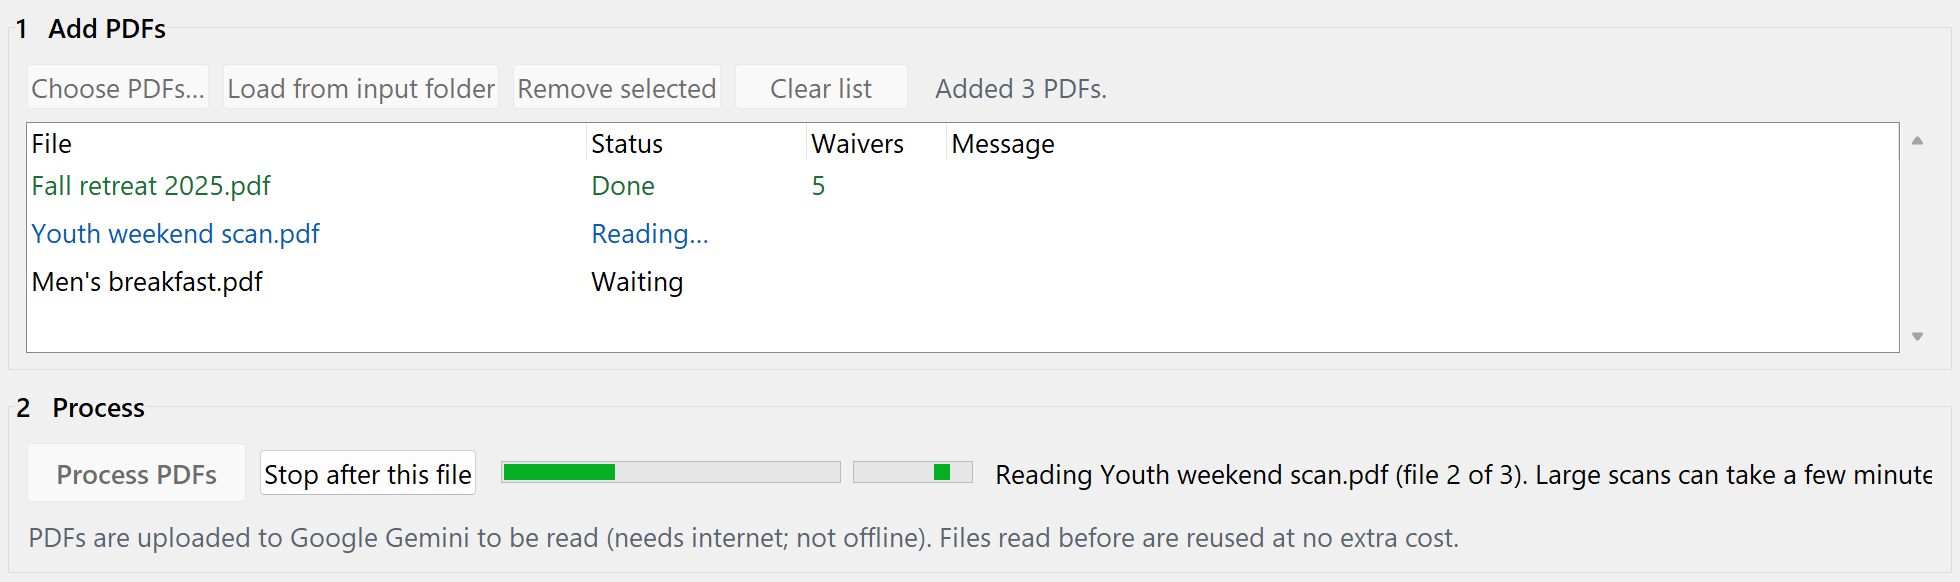 1 Add PDFs
Choose PDFs... Load from input folder Remove selected Clear list Added 3 PDFs.
File Status Waivers Message
Fall retreat 2025.pdf Done 5
Youth weekend scan.pdf Reading...
Men's breakfast.pdf Waiting
2 Process
Process PDFs Stop after this file Reading Youth weekend scan.pdf (file 2 of 3). Large scans can take a few minute
PDFs are uploaded to Google Gemini to be read (needs internet; not offline). Files read before are reused at no extra cost.